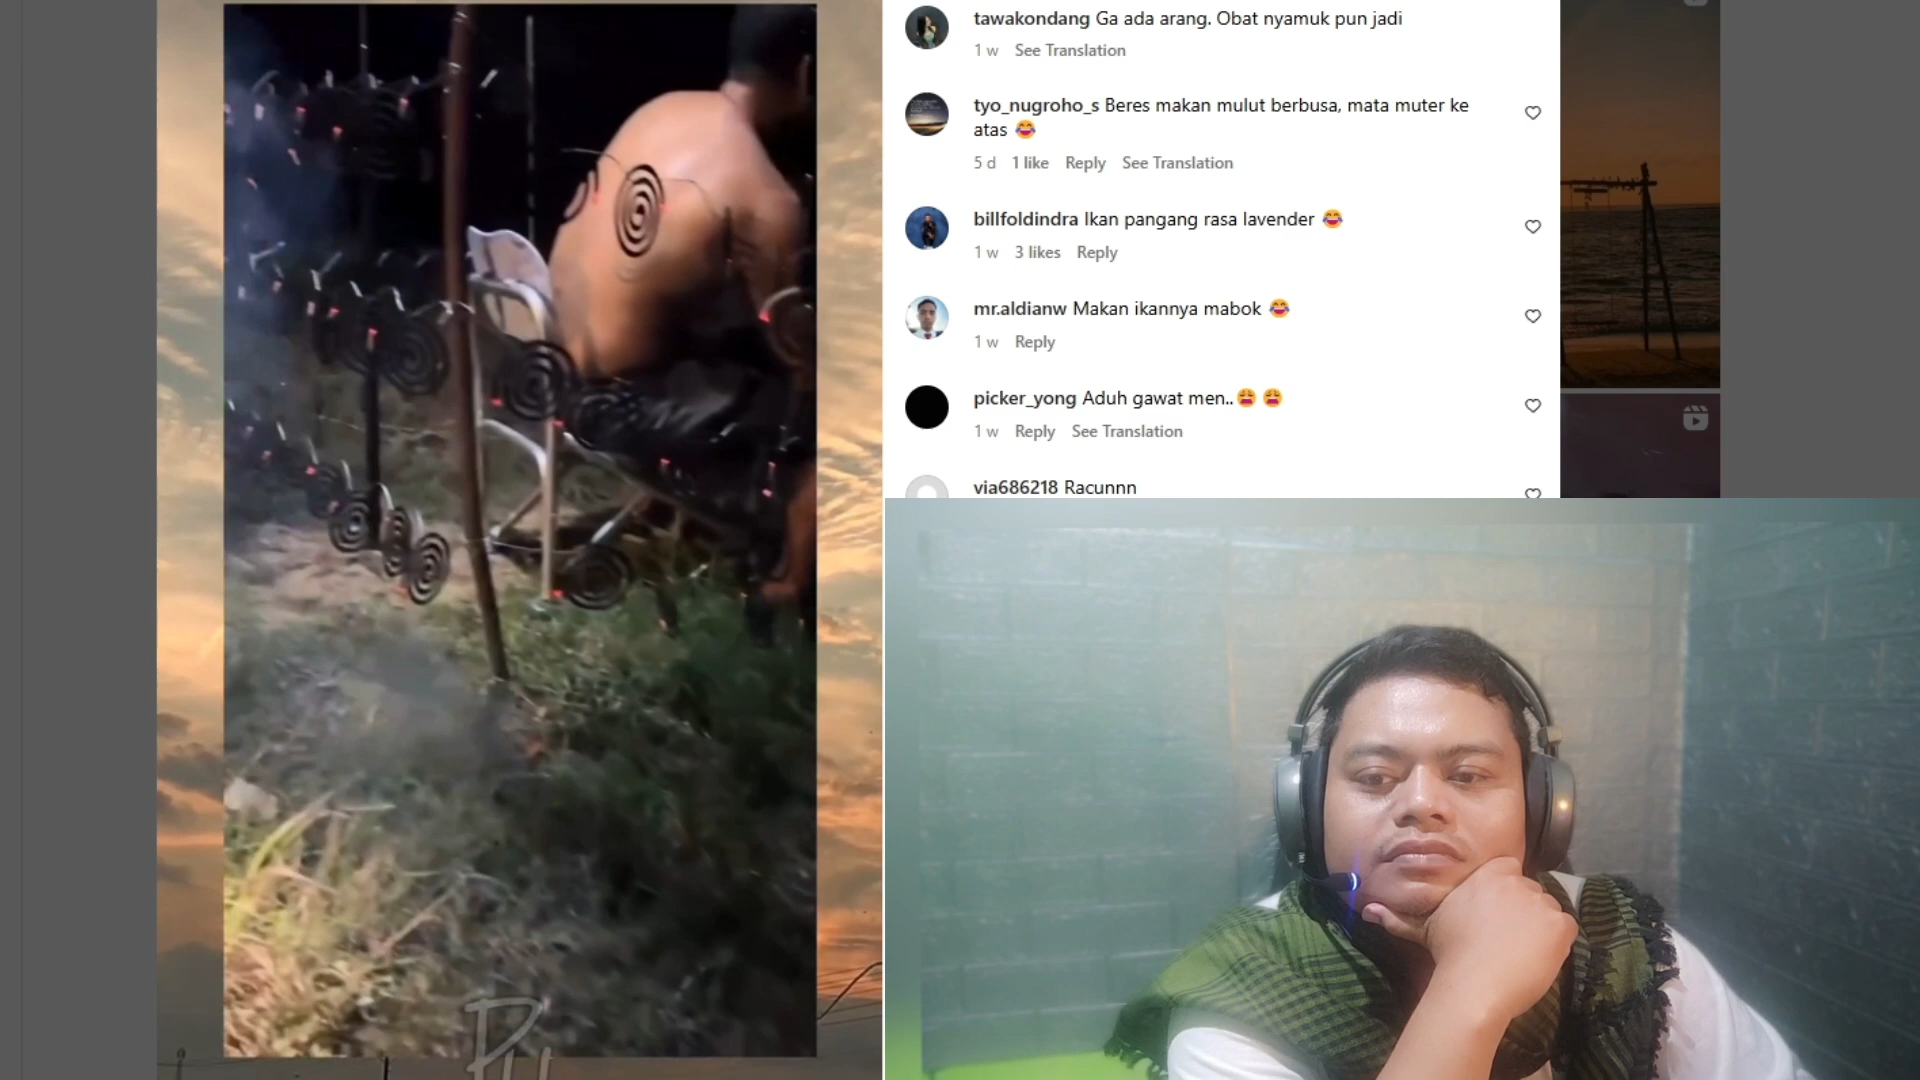 tawakondang Ga ada arang. Obat nyamuk pun jadi
1 w See Translation
tyo_nugroho_s Beres makan mulut berbusa, mata muter ke
atas 😂
5 d 1 like Reply See Translation
billfoldindra Ikan pangang rasa lavender 😂
1 w 3 likes Reply
mr.aldianw Makan ikannya mabok 😂
1 w Reply
picker_yong Aduh gawat men..😩 😩
1 w Reply See Translation
via686218 Racunnn